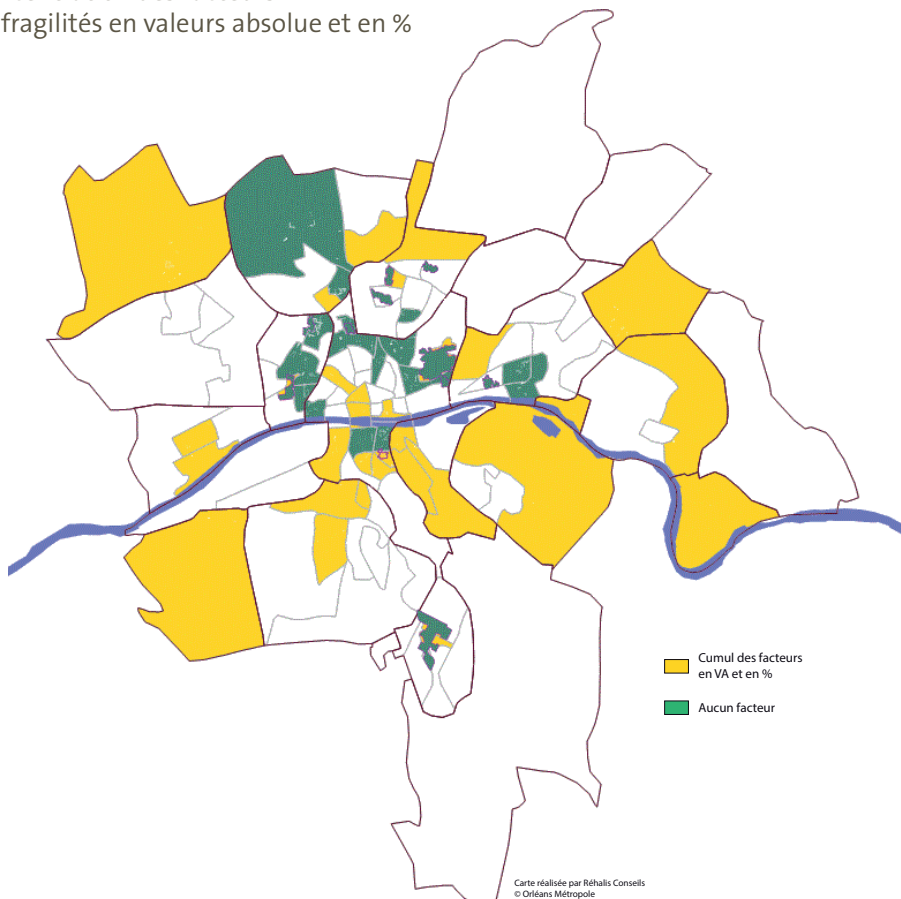 fragilités en valeurs absolue et en %
Cumul des facteurs
en VA et en %
Aucun facteur
Carte réalisée par Réhalis Conseils
© Orléans Métropole